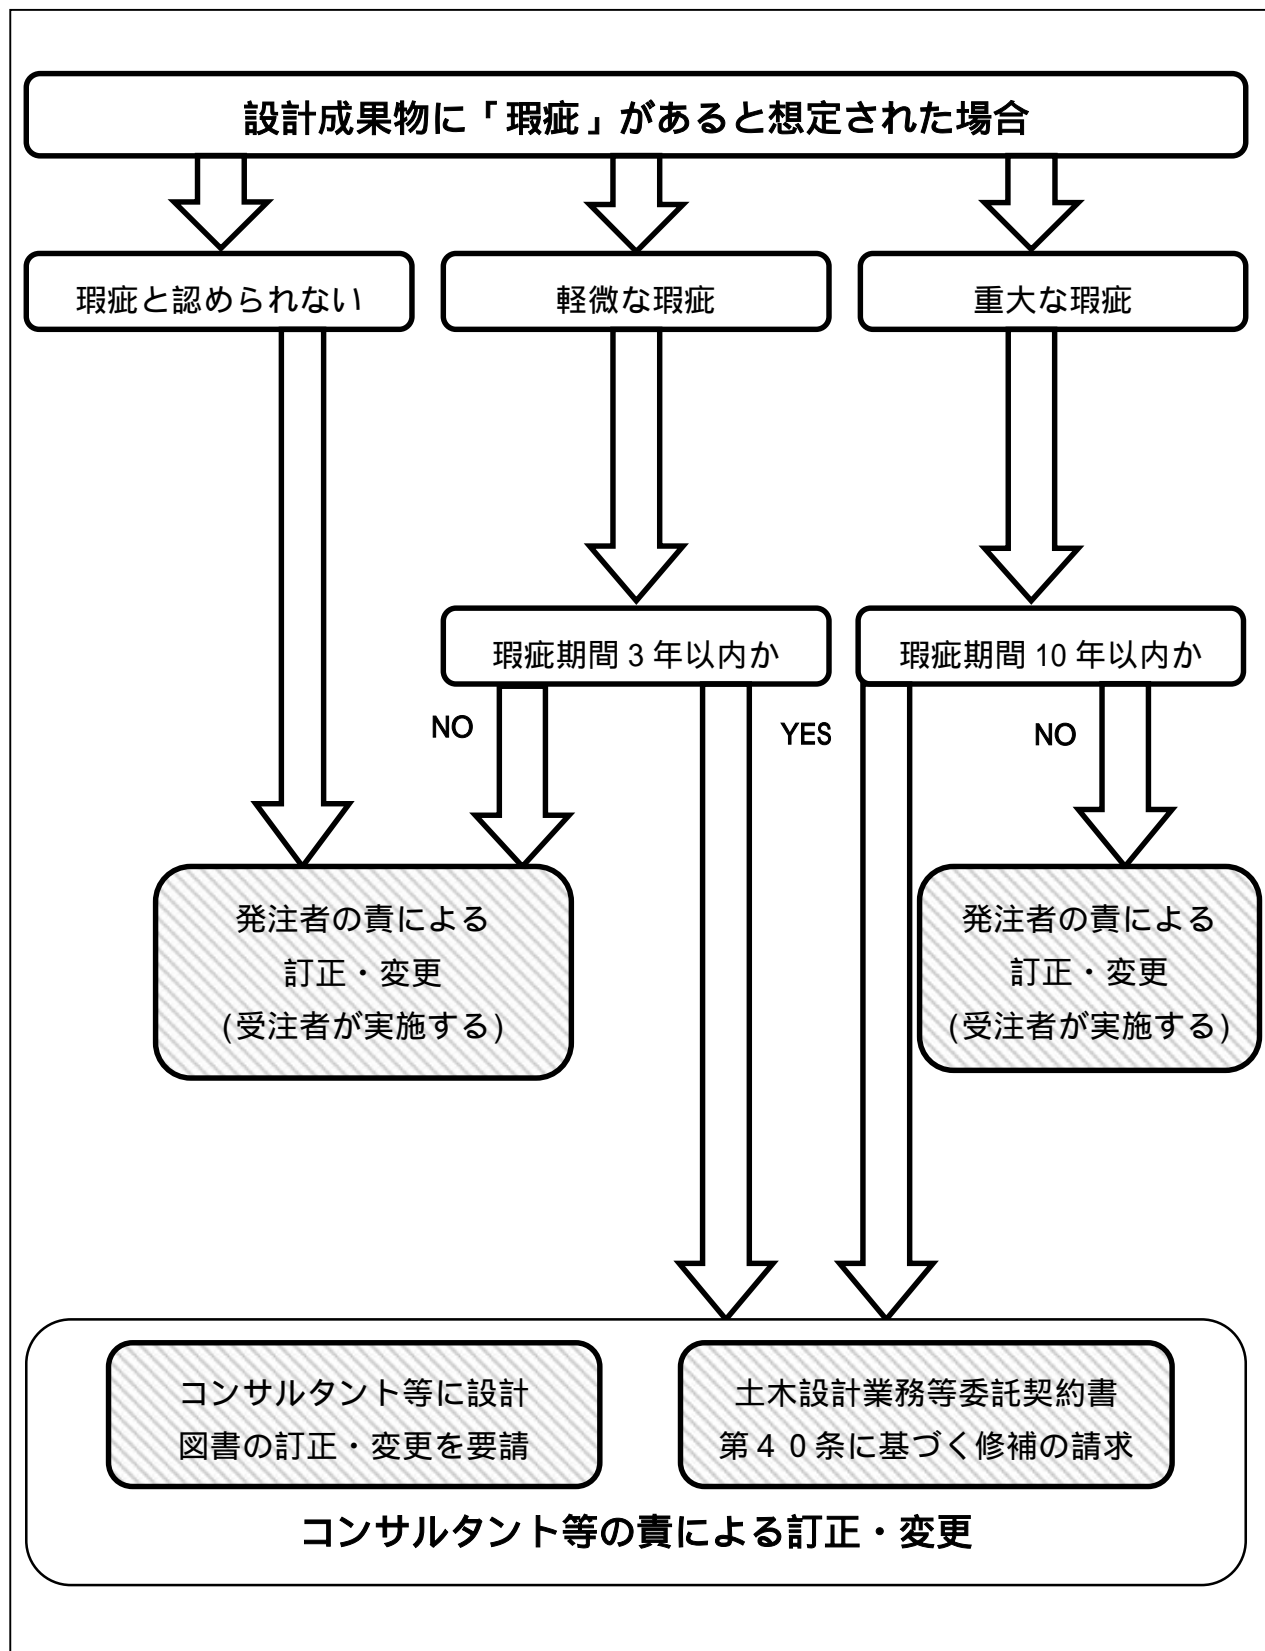 設計成果物に「瑕疵」があると想定された場合
瑕疵と認められない
軽微な瑕疵
重大な瑕疵
瑕疵期間3年以内か
瑕疵期間10年以内か
NO
YES
NO
発注者の責による
訂正・変更
(受注者が実施する)
発注者の責による
訂正・変更
(受注者が実施する)
コンサルタント等に設計
図書の訂正・変更を要請
土木設計業務等委託契約書
第40条に基づく修補の請求
コンサルタント等の責による訂正・変更